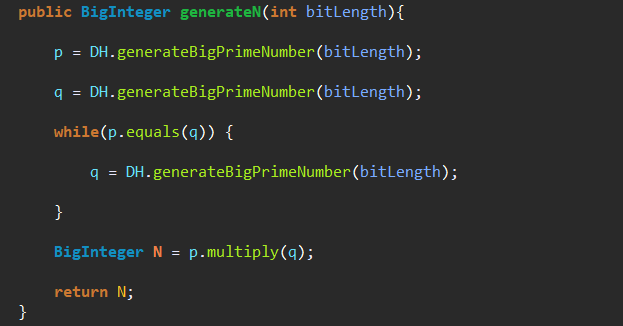 public BigInteger generateN(int bitLength){
p = DH.generateBigPrimeNumber(bitLength);
q = DH.generateBigPrimeNumber(bitLength);
while(p.equals(q)) {
q = DH.generateBigPrimeNumber(bitLength);
}
BigInteger N = p.multiply(q);
return N;
}